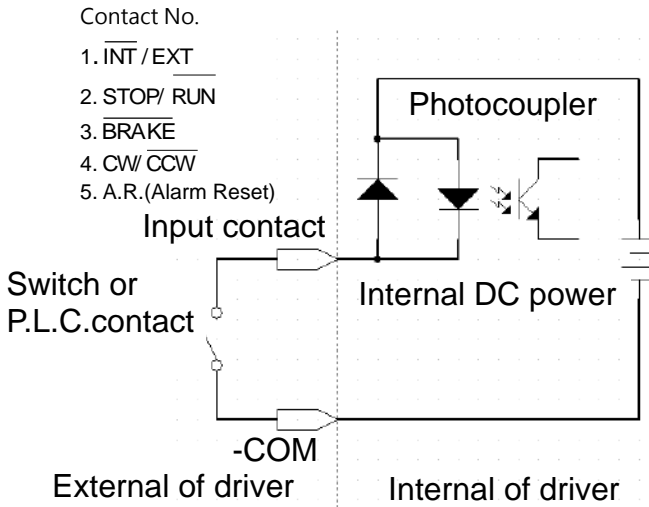 Contact No.
1. INT / EXT
2. STOP/ RUN
3. BRAKE
4. CW/ CCW
5. A.R.(Alarm Reset)
Photocoupler
Input contact
Switch or
P.L.C.contact
Internal DC power
-COM
External of driver
Internal of driver